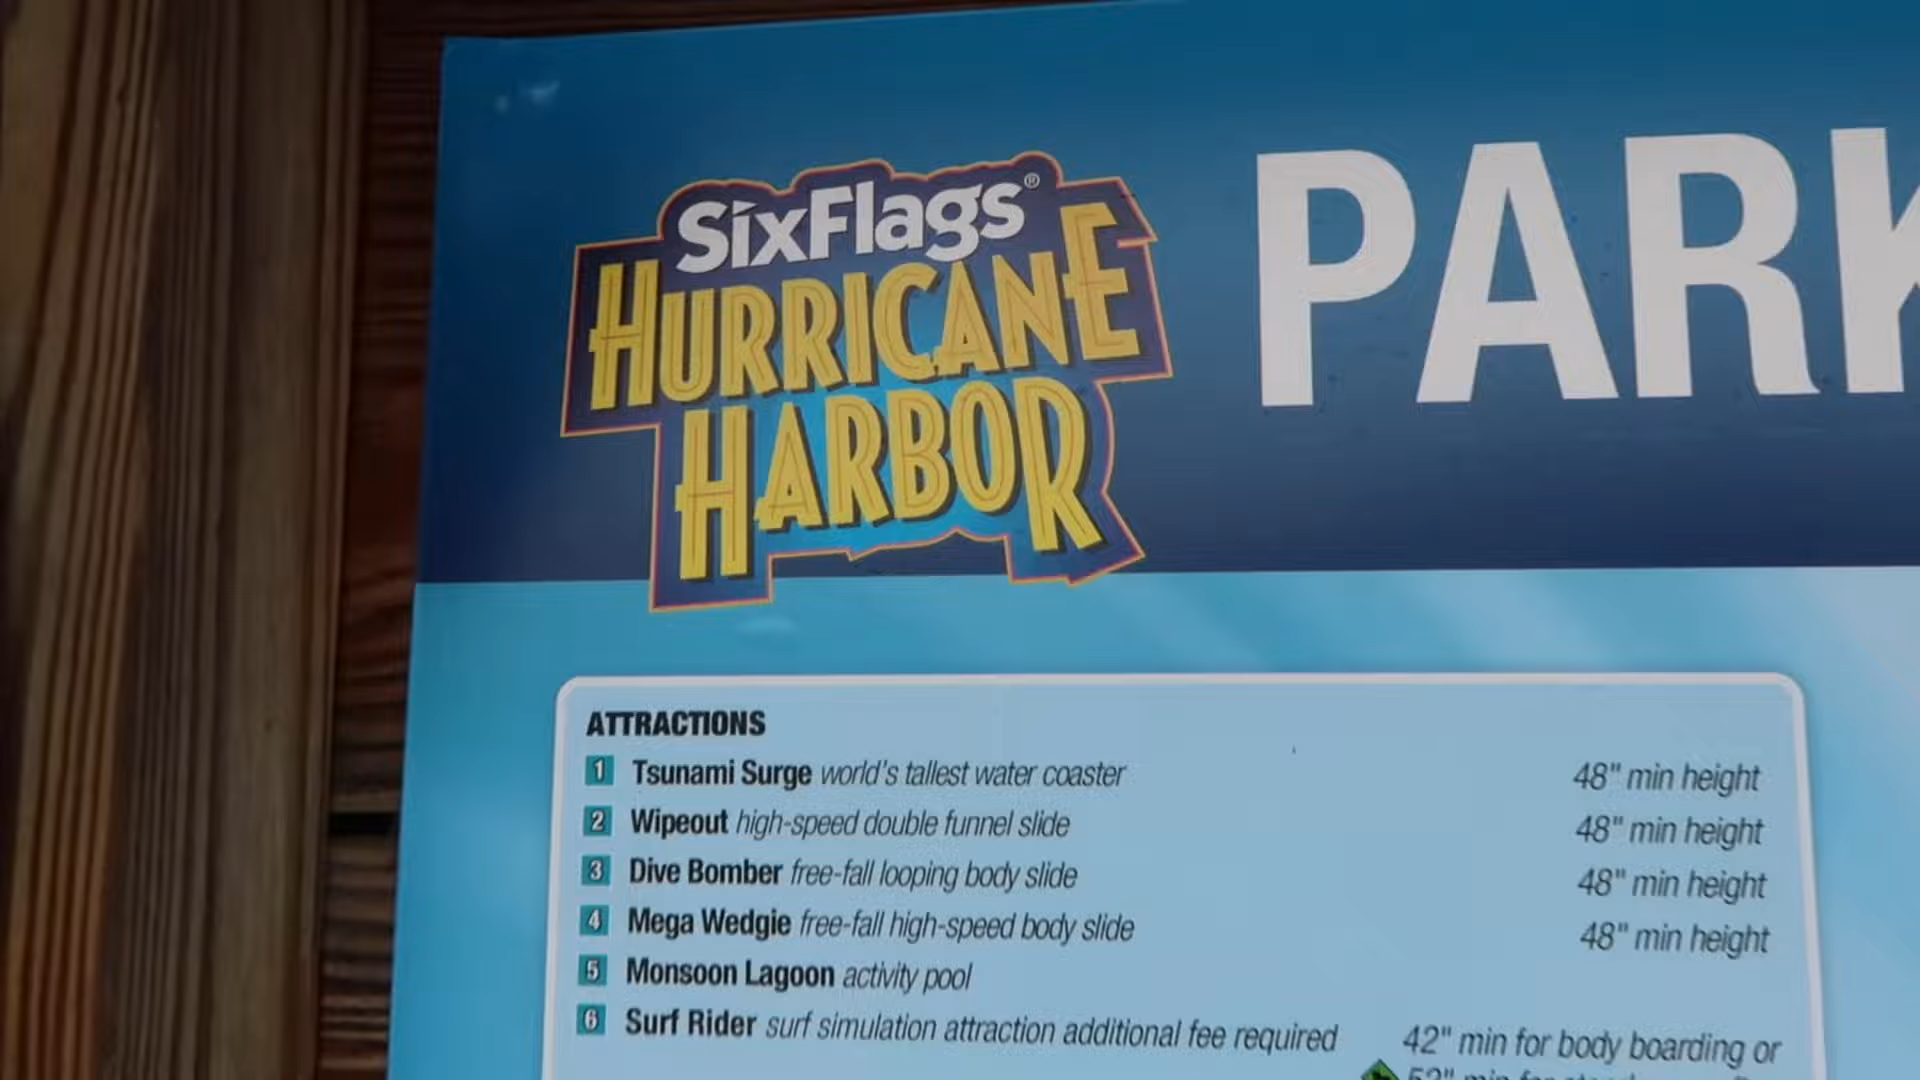 SixFlags®
HURRICANE
HARBOR
PARK
ATTRACTIONS
1 Tsunami Surge world's tallest water coaster 48" min height
2 Wipeout high-speed double funnel slide 48" min height
3 Dive Bomber free-fall looping body slide 48" min height
4 Mega Wedgie free-fall high-speed body slide 48" min height
5 Monsoon Lagoon activity pool
6 Surf Rider surf simulation attraction additional fee required 42" min for body boarding or
52" min for